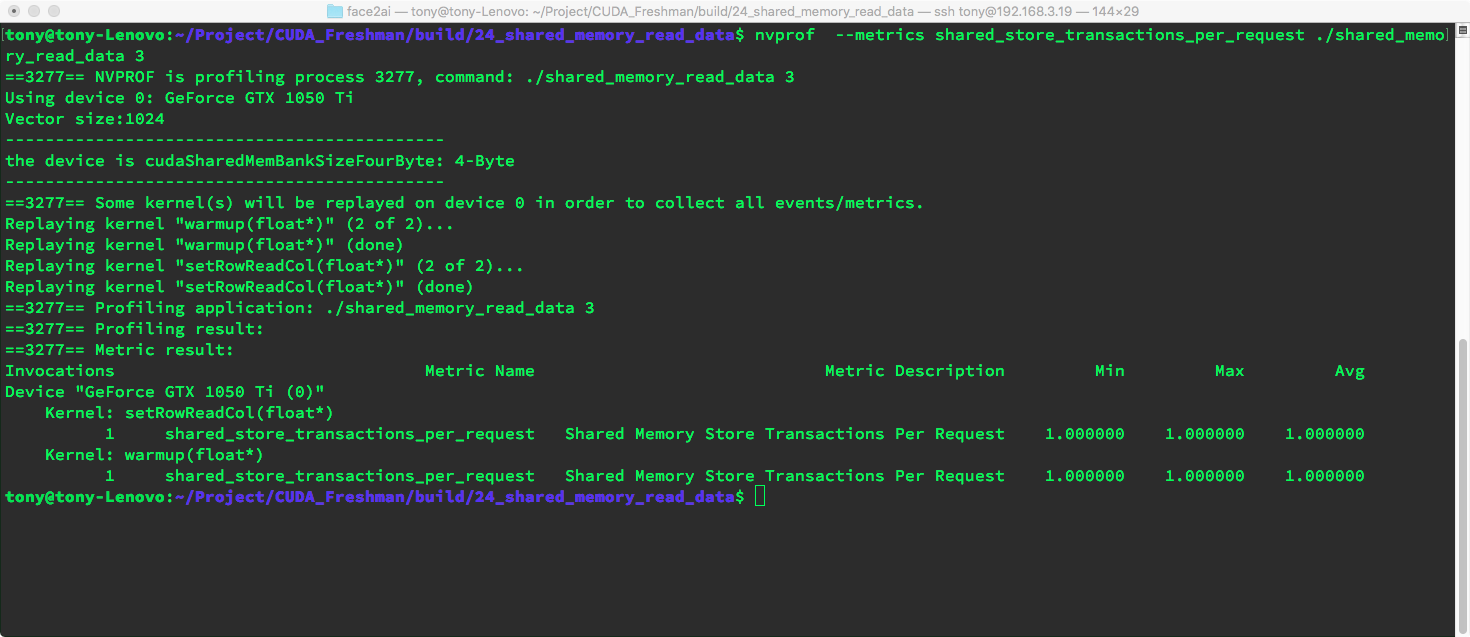 face2ai — tony@tony-Lenovo: ~/Project/CUDA_Freshman/build/24_shared_memory_read_data — ssh tony@192.168.3.19 — 144×29
[tony@tony-Lenovo:~/Project/CUDA_Freshman/build/24_shared_memory_read_data$ nvprof  --metrics shared_store_transactions_per_request ./shared_memo]
ry_read_data 3
==3277== NVPROF is profiling process 3277, command: ./shared_memory_read_data 3
Using device 0: GeForce GTX 1050 Ti
Vector size:1024
--------------------------------------------
the device is cudaSharedMemBankSizeFourByte: 4-Byte
--------------------------------------------
==3277== Some kernel(s) will be replayed on device 0 in order to collect all events/metrics.
Replaying kernel "warmup(float*)" (2 of 2)...
Replaying kernel "warmup(float*)" (done)
Replaying kernel "setRowReadCol(float*)" (2 of 2)...
Replaying kernel "setRowReadCol(float*)" (done)
==3277== Profiling application: ./shared_memory_read_data 3
==3277== Profiling result:
==3277== Metric result:
Invocations                               Metric Name                             Metric Description         Min         Max         Avg
Device "GeForce GTX 1050 Ti (0)"
    Kernel: setRowReadCol(float*)
          1     shared_store_transactions_per_request   Shared Memory Store Transactions Per Request    1.000000    1.000000    1.000000
    Kernel: warmup(float*)
          1     shared_store_transactions_per_request   Shared Memory Store Transactions Per Request    1.000000    1.000000    1.000000
tony@tony-Lenovo:~/Project/CUDA_Freshman/build/24_shared_memory_read_data$